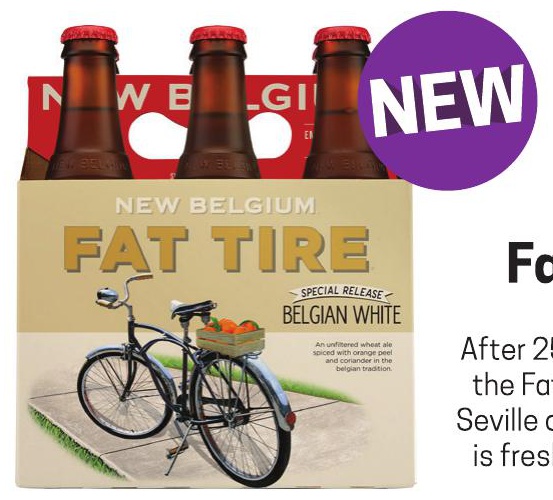 NEW BELGIUM
FAT TIRE
SPECIAL RELEASE
BELGIAN WHITE
An unfiltered wheat ale
spiced with orange peel
and coriander in the
belgian tradition.
NEW
Fa
After 25
the Fat
Seville o
is fresh